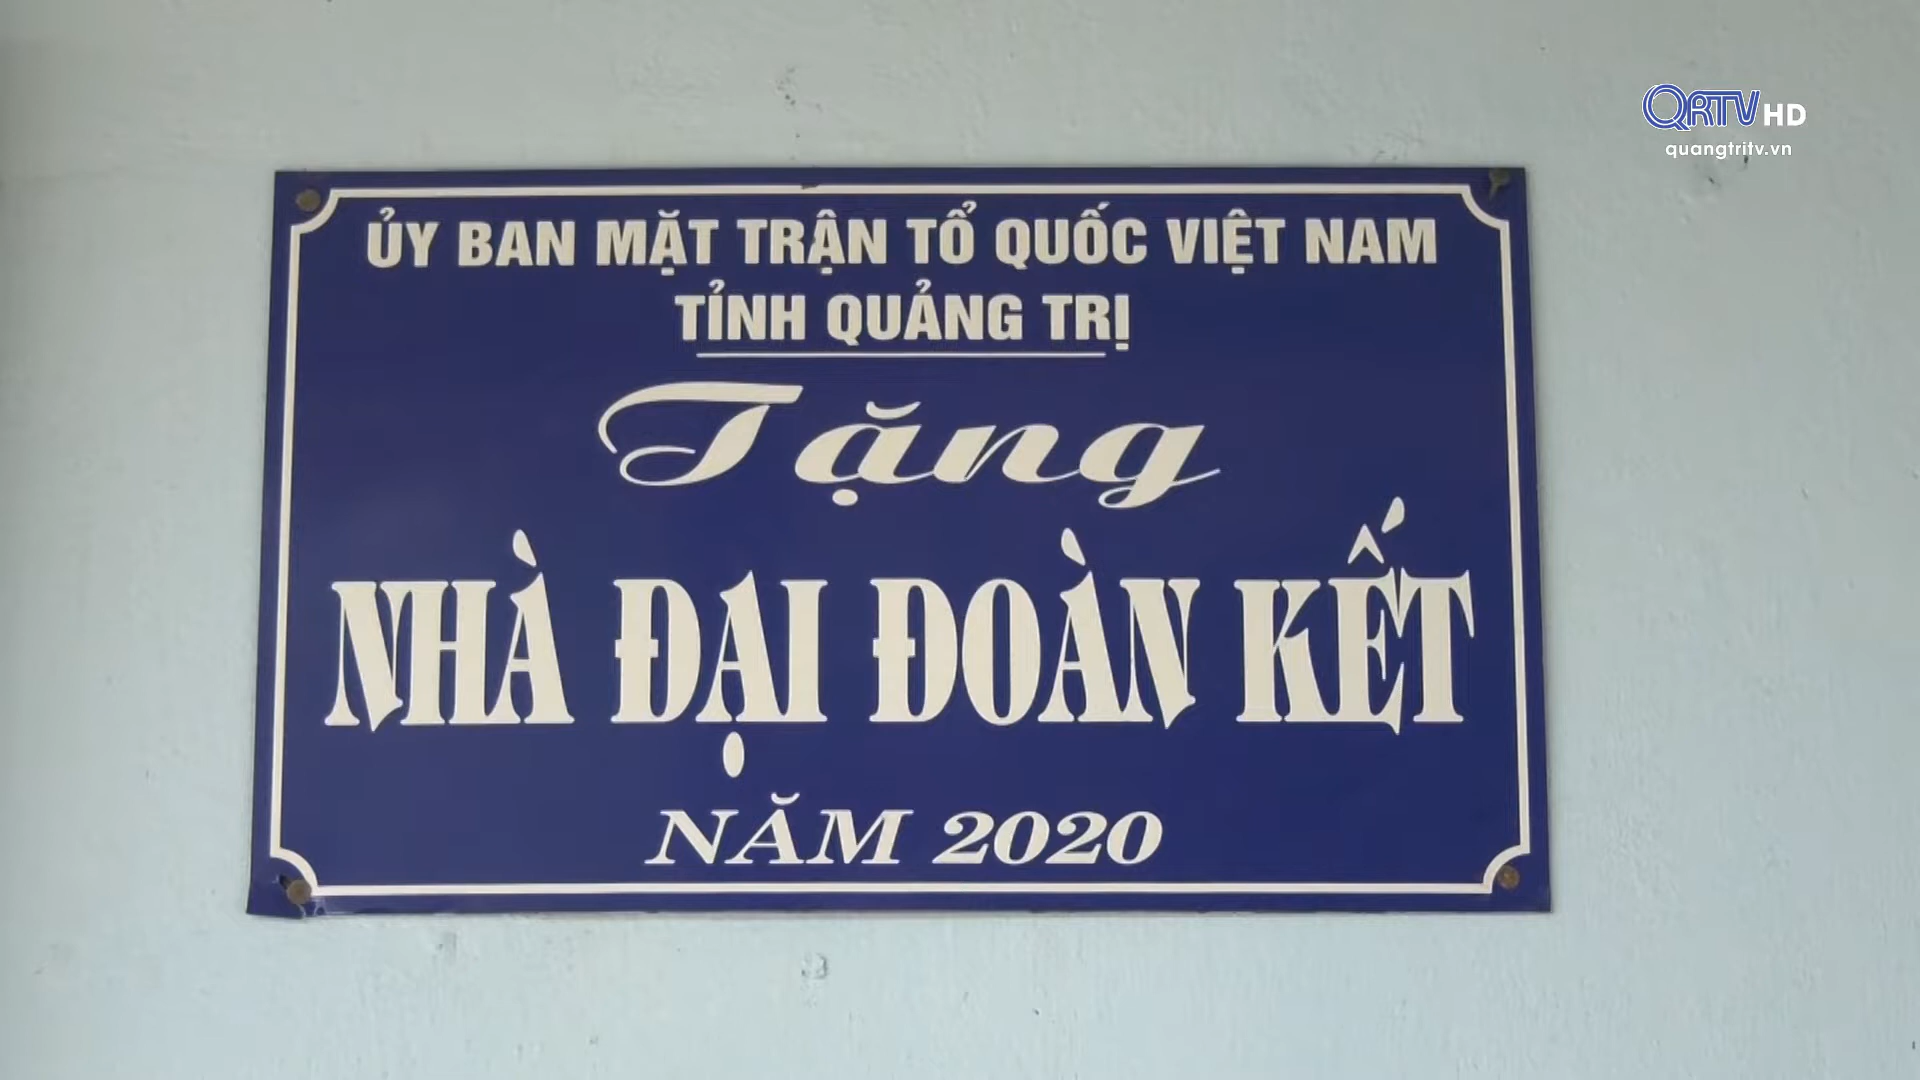 QRTV HD
quangtritv.vn
ỦY BAN MẶT TRẬN TỔ QUỐC VIỆT NAM
TỈNH QUẢNG TRỊ
Tặng
NHÀ ĐẠI ĐOÀN KẾT
NĂM 2020